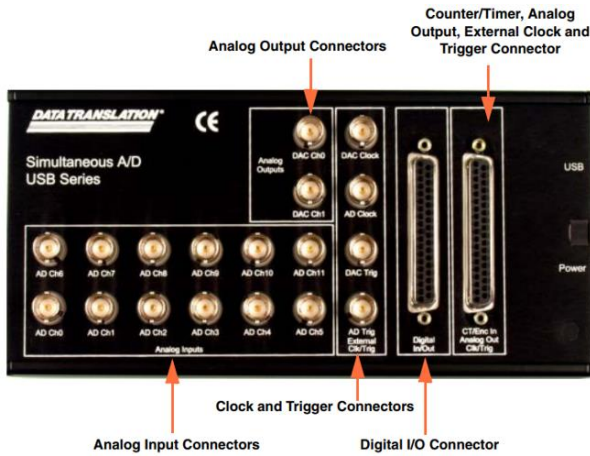 Counter/Timer, Analog
Output, External Clock and
Trigger Connector
Analog Output Connectors
DATA TRANSLATION®
CE
Simultaneous A/D
USB Series
Analog
Outputs
DAC Ch0
DAC Clock
DAC Ch1
AD Clock
USB
AD Ch6
AD Ch7
AD Ch8
AD Ch9
AD Ch10
AD Ch11
DAC Trig
Power
AD Ch0
AD Ch1
AD Ch2
AD Ch3
AD Ch4
AD Ch5
AD Trig
External
Clk/Trig
Analog Inputs
Digital
In/Out
CT/Enc In
Analog Out
Clk/Trig
Clock and Trigger Connectors
Analog Input Connectors
Digital I/O Connector